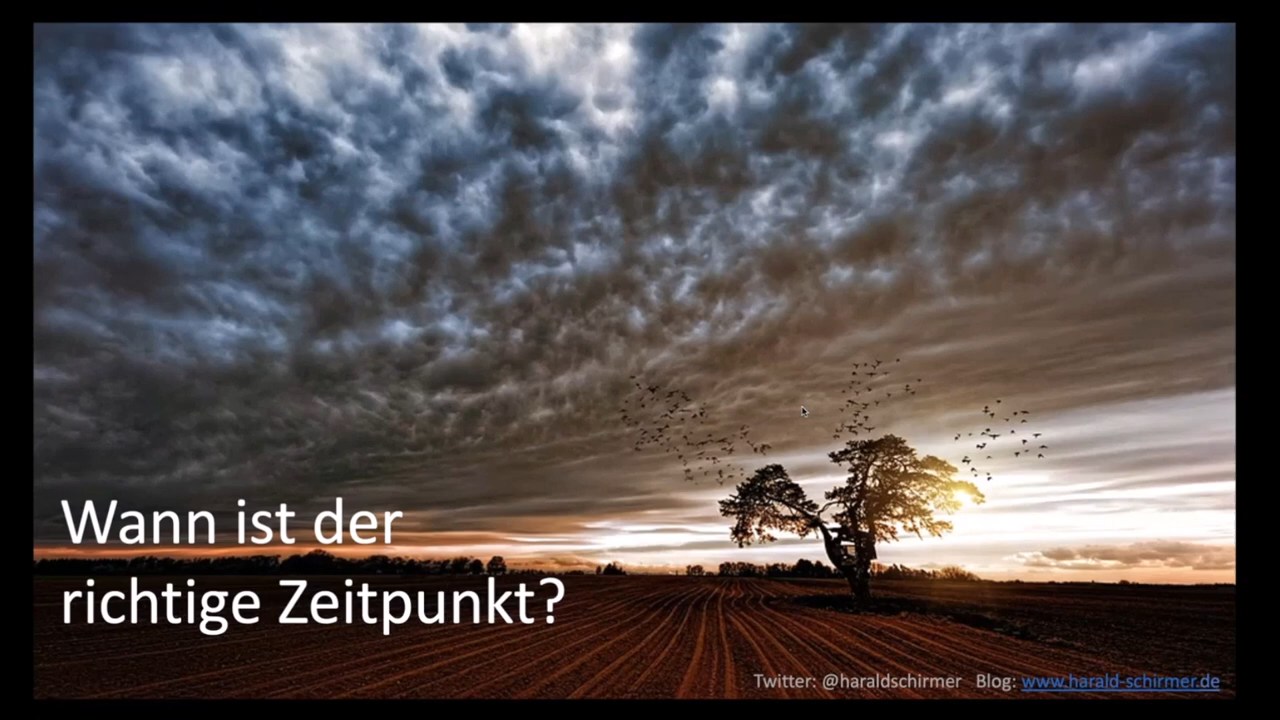 Wann ist der
richtige Zeitpunkt?
Twitter: @haraldschirmer Blog: www.harald-schirmer.de